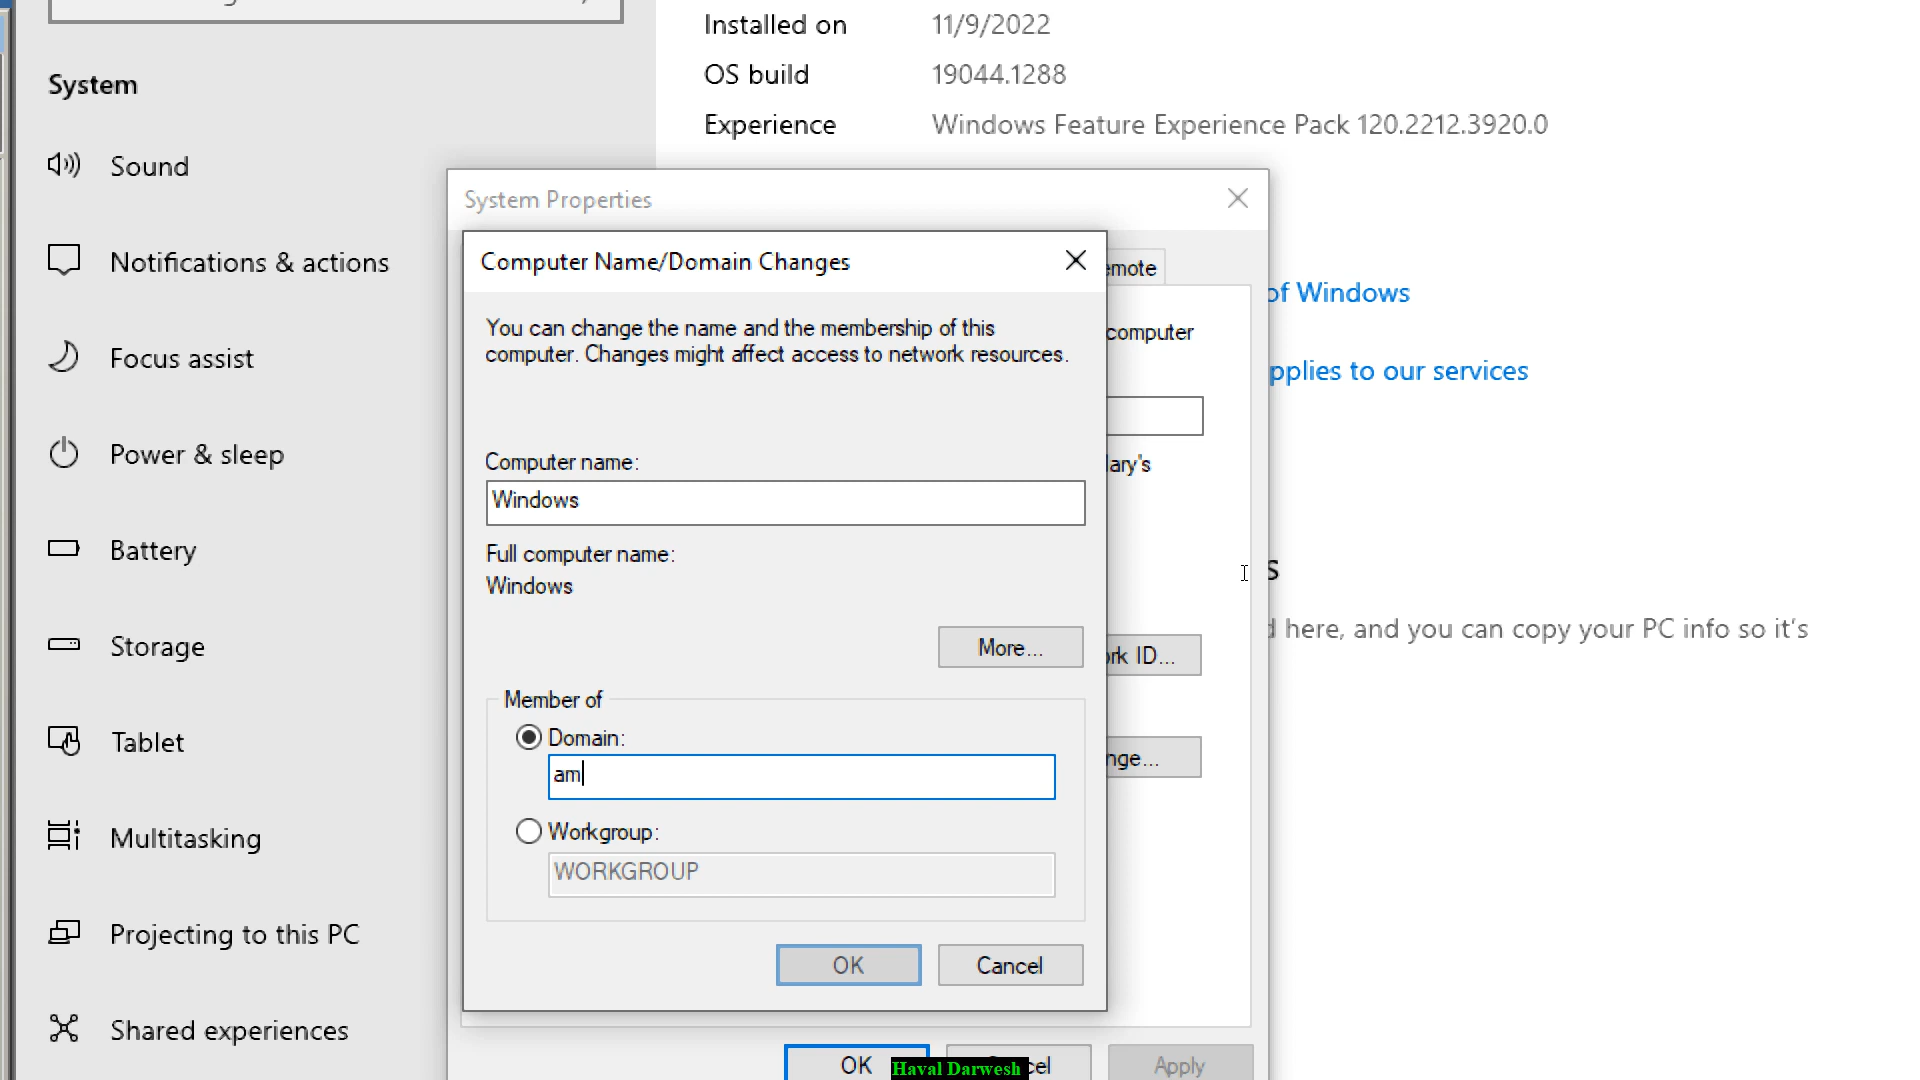 Installed on 11/9/2022
System
OS build 19044.1288
Experience Windows Feature Experience Pack 120.2212.3920.0
Sound
System Properties
Computer Name/Domain Changes
Notifications & actions
emote
of Windows
You can change the name and the membership of this
computer. Changes might affect access to network resources.
computer
Focus assist
pplies to our services
Power & sleep
Computer name:
lary's
Windows
Battery
Full computer name:
Windows
s
here, and you can copy your PC info so it's
Storage
More...
rk ID...
Member of
Tablet
Domain:
am
nge...
Multitasking
Workgroup:
WORKGROUP
Projecting to this PC
OK Cancel
Shared experiences
OK Haval Darwesh cel Apply